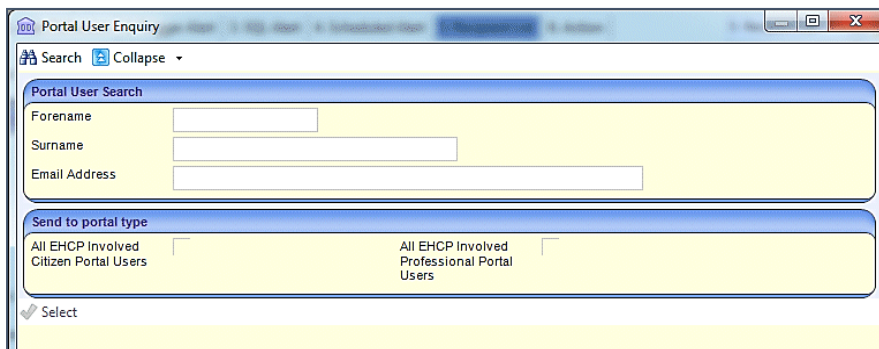 Portal User Enquiry
Search Collapse
Portal User Search
Forename
Surname
Email Address
Send to portal type
All EHCP Involved
Citizen Portal Users
All EHCP Involved
Professional Portal
Users
Select